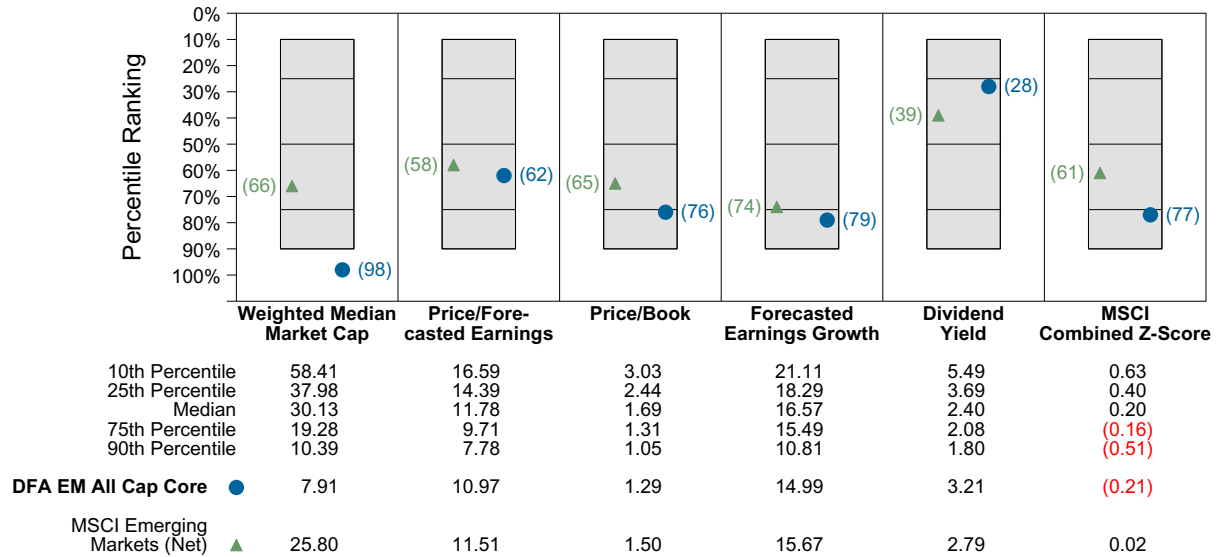 Percentile Ranking
0%
10%
20%
30%
40%
50%
60%
70%
80%
90%
100%
(66)
(98)
(58)
(62)
(65)
(76)
(74)
(79)
(39)
(28)
(61)
(77)
Weighted Median
Market Cap
Price/Fore-
casted Earnings
Price/Book
Forecasted
Earnings Growth
Dividend
Yield
MSCI
Combined Z-Score
10th Percentile 58.41 16.59 3.03 21.11 5.49 0.63
25th Percentile 37.98 14.39 2.44 18.29 3.69 0.40
Median 30.13 11.78 1.69 16.57 2.40 0.20
75th Percentile 19.28 9.71 1.31 15.49 2.08 (0.16)
90th Percentile 10.39 7.78 1.05 10.81 1.80 (0.51)
DFA EM All Cap Core 7.91 10.97 1.29 14.99 3.21 (0.21)
MSCI Emerging
Markets (Net) 25.80 11.51 1.50 15.67 2.79 0.02